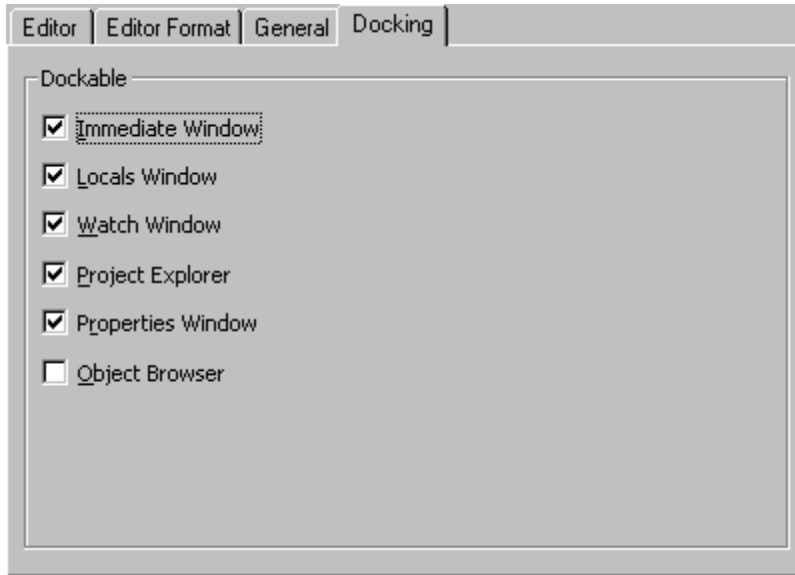 Editor Editor Format General Docking
Dockable
Immediate Window
Locals Window
Watch Window
Project Explorer
Properties Window
Object Browser